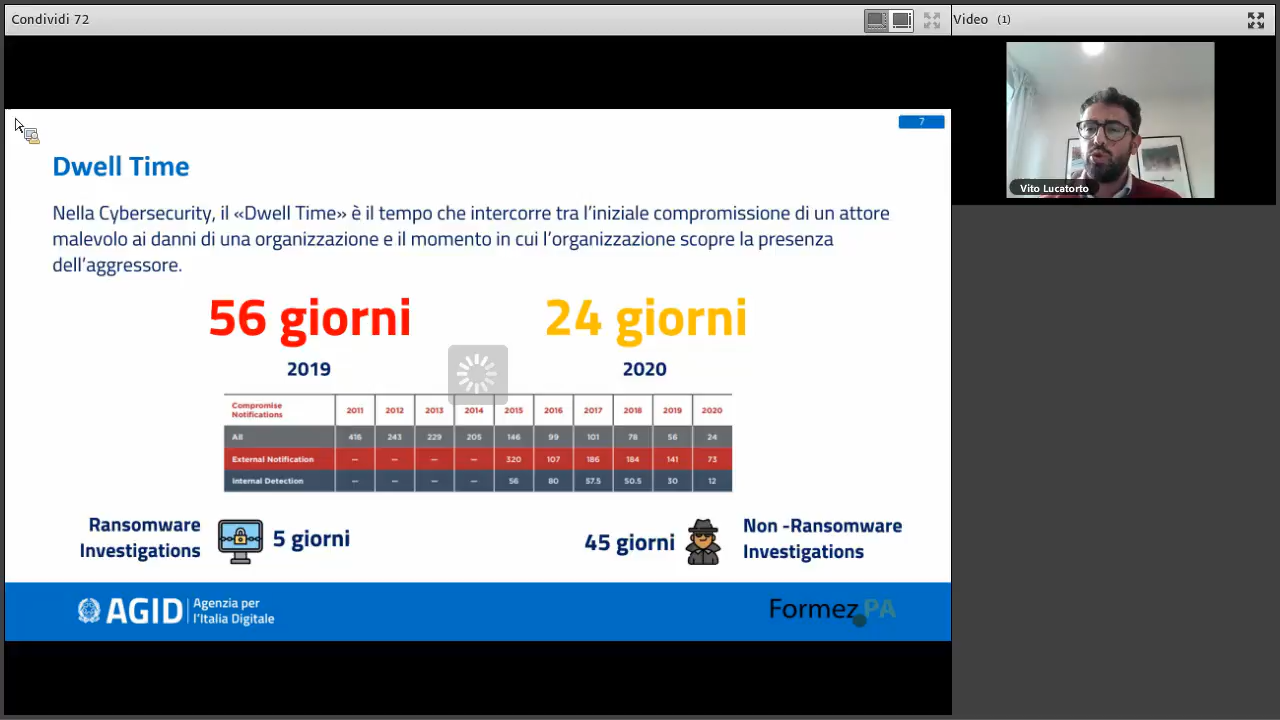 Condividi 72
Video (1)
Vito Lucatorto
7
Dwell Time
Nella Cybersecurity, il «Dwell Time» è il tempo che intercorre tra l'iniziale compromissione di un attore
malevolo ai danni di una organizzazione e il momento in cui l'organizzazione scopre la presenza
dell'aggressore.
56 giorni
2019
24 giorni
2020
Compromise
Notifications
2011 2012 2013 2014 2015 2016 2017 2018 2019 2020
All 416 243 229 205 146 99 101 78 56 24
External Notification – – – – 320 107 186 184 141 73
Internal Detection – – – – 56 80 57.5 50.5 30 12
Ransomware
Investigations
5 giorni
45 giorni
Non -Ransomware
Investigations
AGID
Agenzia per
l'Italia Digitale
Formez PA